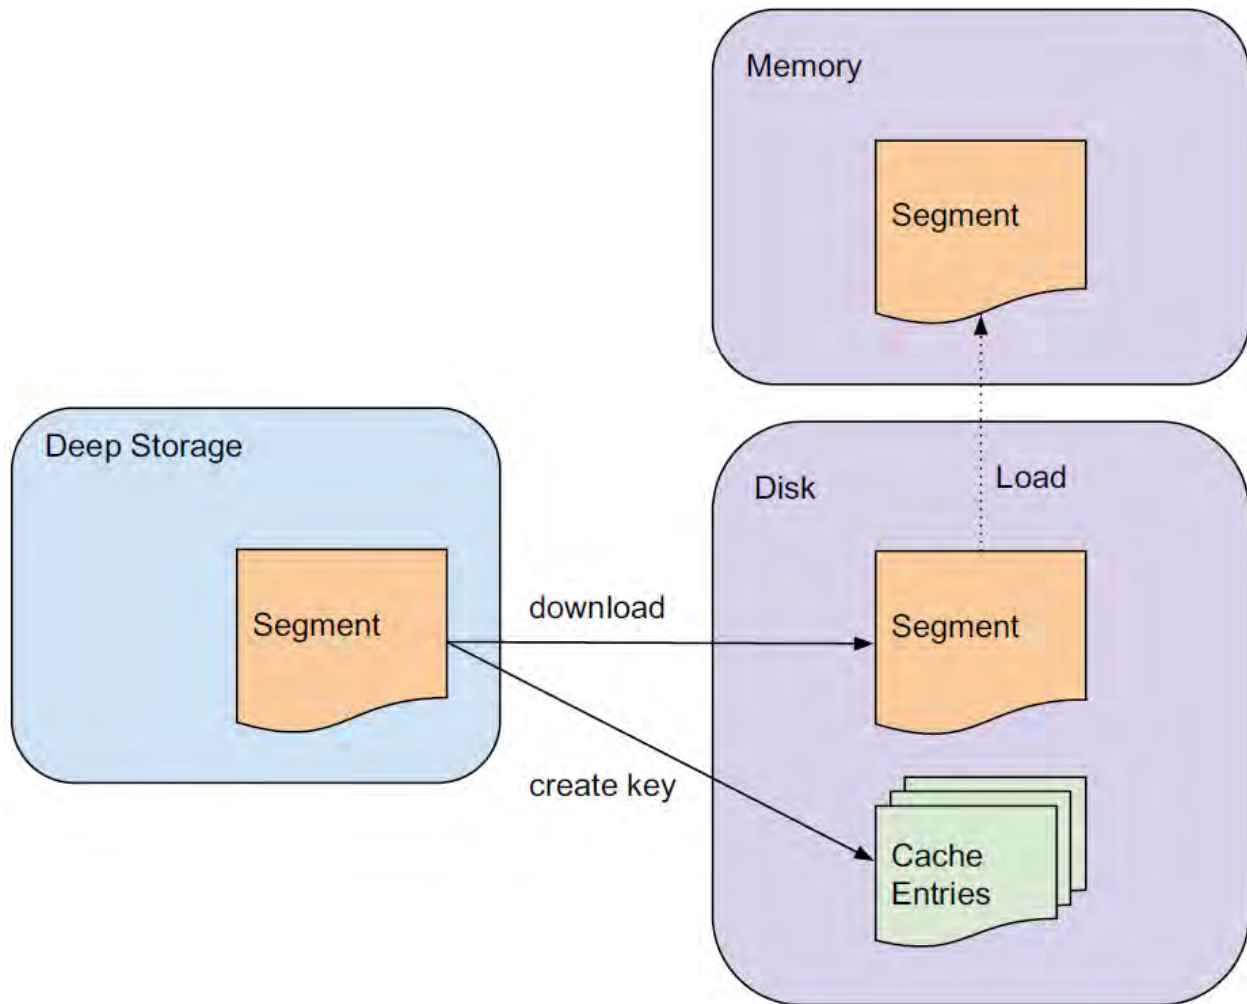 Memory
Segment
Deep Storage
Disk
Load
Segment
download
Segment
create key
Cache
Entries